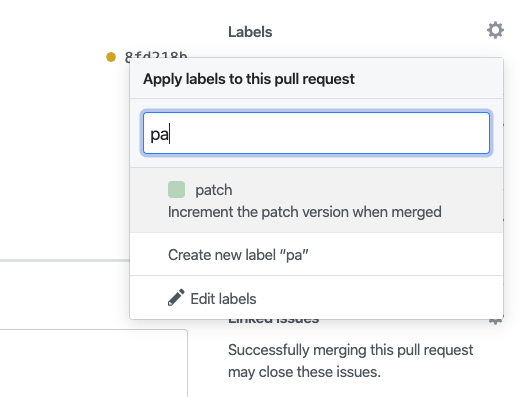 Labels
8fd218b
Apply labels to this pull request
pa
patch
Increment the patch version when merged
Create new label “pa”
Edit labels
Linked issues
Successfully merging this pull request
may close these issues.